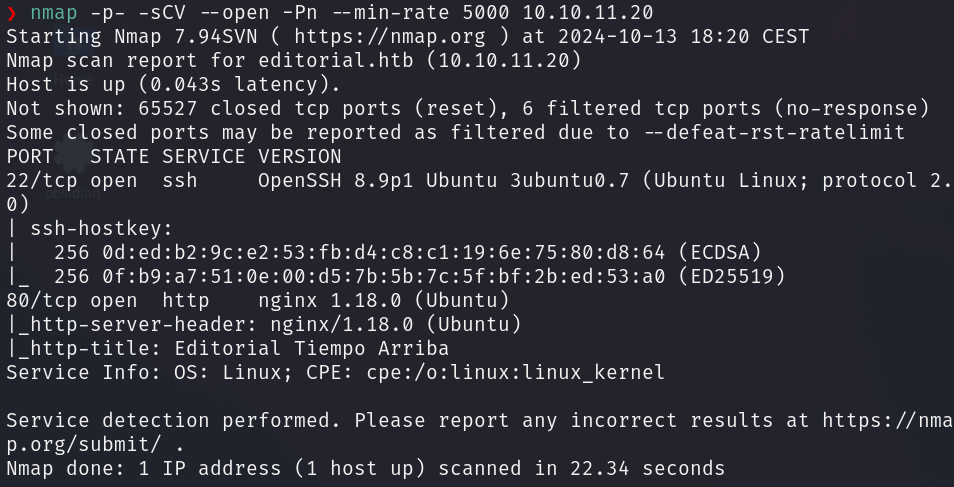 ❯ nmap -p- -sCV --open -Pn --min-rate 5000 10.10.11.20
Starting Nmap 7.94SVN ( https://nmap.org ) at 2024-10-13 18:20 CEST
Nmap scan report for editorial.htb (10.10.11.20)
Host is up (0.043s latency).
Not shown: 65527 closed tcp ports (reset), 6 filtered tcp ports (no-response)
Some closed ports may be reported as filtered due to --defeat-rst-ratelimit
PORT   STATE SERVICE VERSION
22/tcp open  ssh     OpenSSH 8.9p1 Ubuntu 3ubuntu0.7 (Ubuntu Linux; protocol 2.
0)
| ssh-hostkey:
|   256 0d:ed:b2:9c:e2:53:fb:d4:c8:c1:19:6e:75:80:d8:64 (ECDSA)
|_  256 0f:b9:a7:51:0e:00:d5:7b:5b:7c:5f:bf:2b:ed:53:a0 (ED25519)
80/tcp open  http    nginx 1.18.0 (Ubuntu)
|_http-server-header: nginx/1.18.0 (Ubuntu)
|_http-title: Editorial Tiempo Arriba
Service Info: OS: Linux; CPE: cpe:/o:linux:linux_kernel

Service detection performed. Please report any incorrect results at https://nma
p.org/submit/ .
Nmap done: 1 IP address (1 host up) scanned in 22.34 seconds